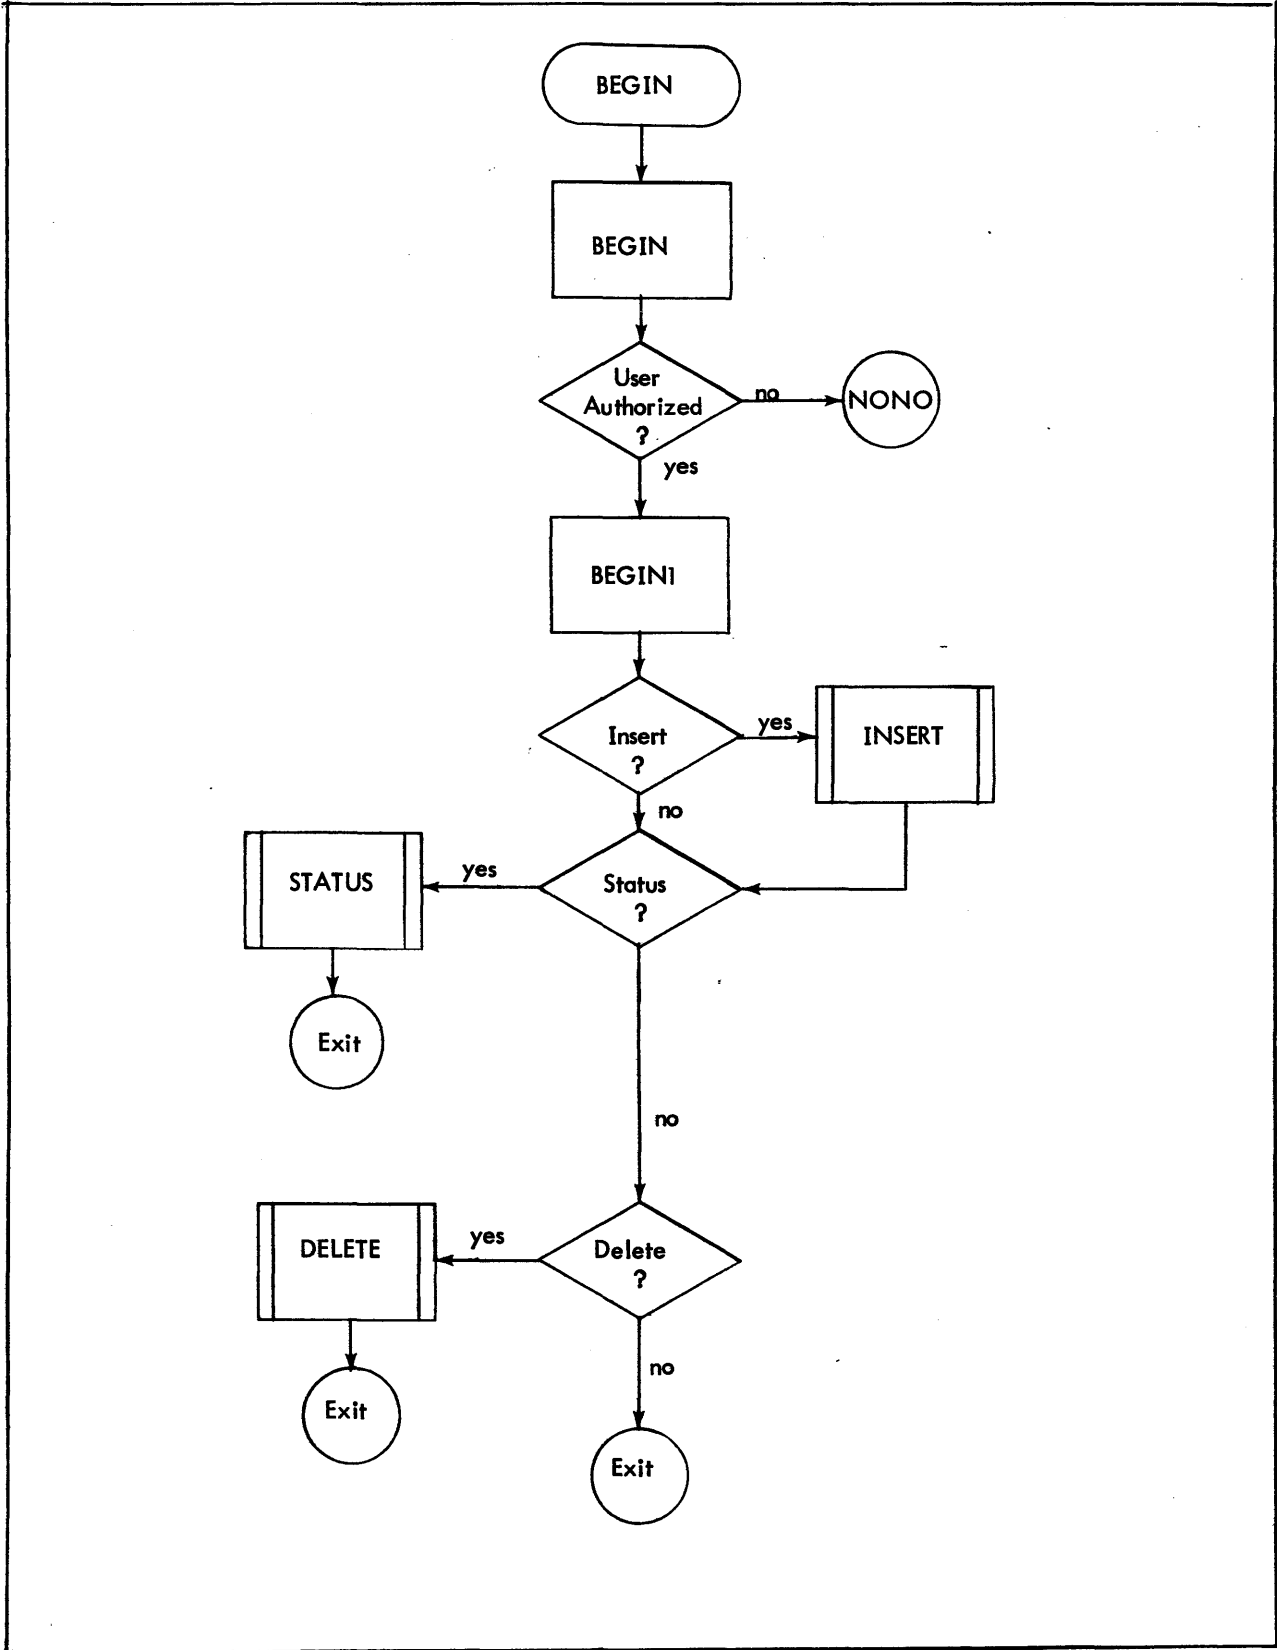 BEGIN
BEGIN
User
Authorized
?
no
NONO
yes
BEGIN1
Insert
?
yes
INSERT
no
STATUS
yes
Status
?
Exit
no
DELETE
yes
Delete
?
Exit
no
Exit